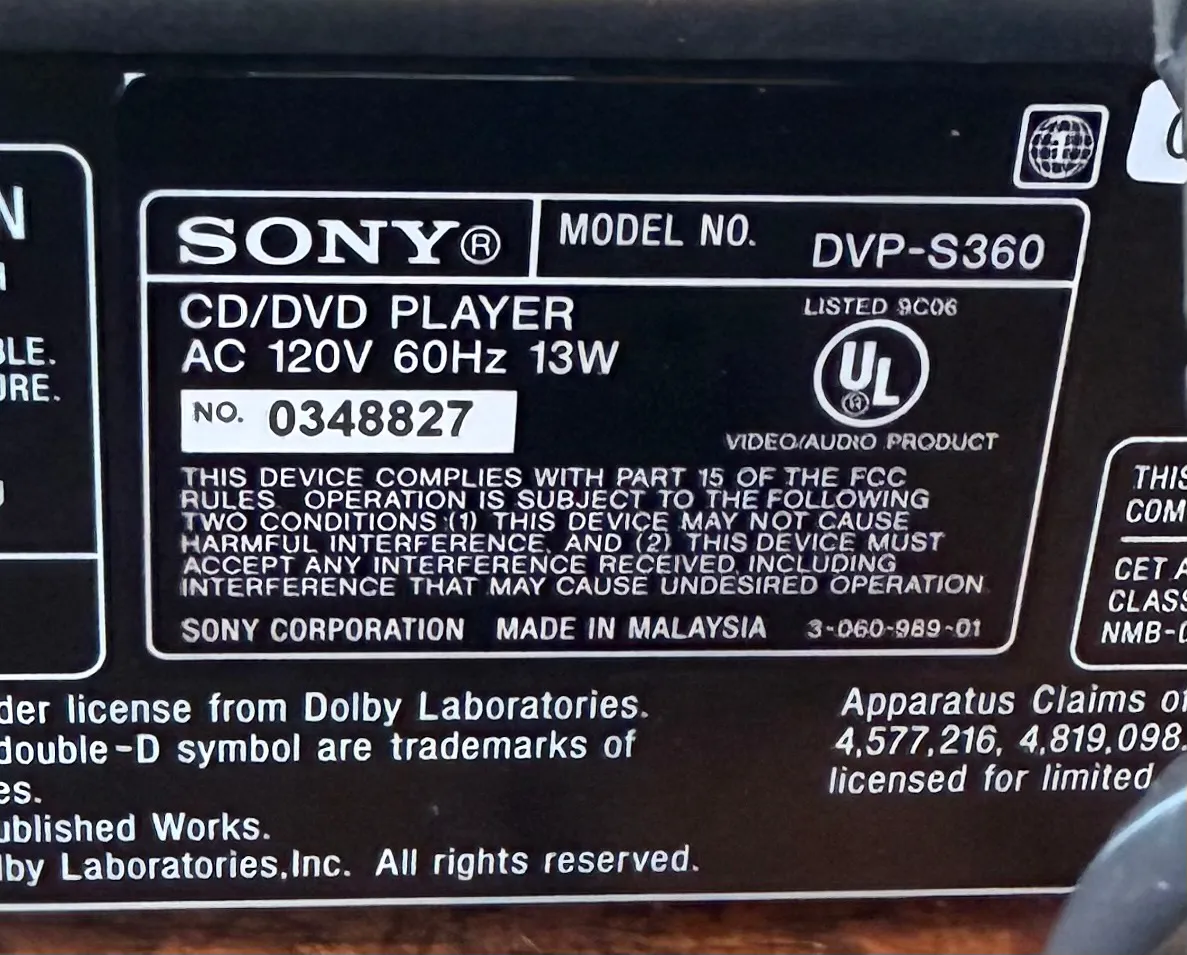 SONY®
MODEL NO. DVP-S360
CD/DVD PLAYER
AC 120V 60Hz 13W
NO. 0348827
LISTED 9C06
UL
VIDEO/AUDIO PRODUCT
THIS DEVICE COMPLIES WITH PART 15 OF THE FCC
RULES. OPERATION IS SUBJECT TO THE FOLLOWING
TWO CONDITIONS:(1) THIS DEVICE MAY NOT CAUSE
HARMFUL INTERFERENCE, AND (2) THIS DEVICE MUST
ACCEPT ANY INTERFERENCE RECEIVED, INCLUDING
INTERFERENCE THAT MAY CAUSE UNDESIRED OPERATION
SONY CORPORATION MADE IN MALAYSIA 3-060-989-01
BLE.
URE.
THIS
COM
CET A
CLASS
NMB-0
der license from Dolby Laboratories.
double-D symbol are trademarks of
es.
ublished Works.
lby Laboratories,Inc. All rights reserved.
Apparatus Claims of
4,577,216, 4,819,098.
licensed for limited